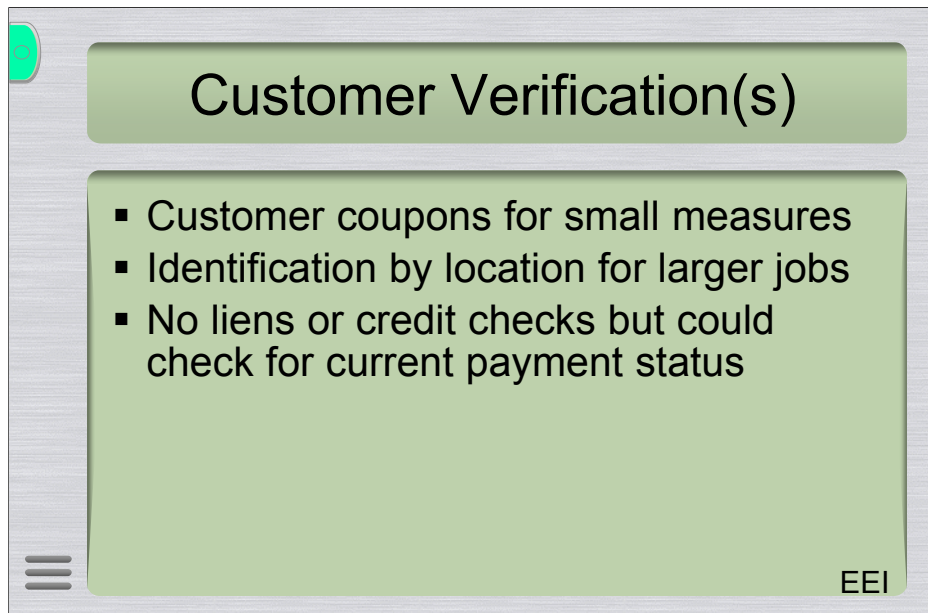 Customer Verification(s)
▪ Customer coupons for small measures
▪ Identification by location for larger jobs
▪ No liens or credit checks but could
check for current payment status
EEI